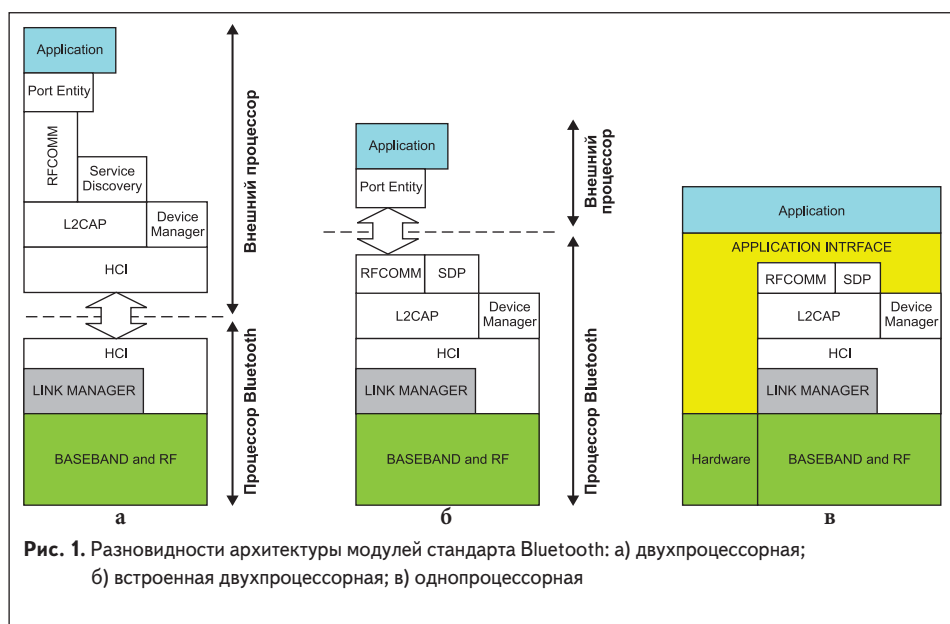 Application
Port Entity
RFCOMM
Service
Discovery
L2CAP
Device
Manager
HCI
HCI
LINK MANAGER
BASEBAND and RF
Внешний процессор
Процессор Bluetooth
а
Application
Port Entity
RFCOMM
SDP
L2CAP
Device
Manager
HCI
LINK MANAGER
BASEBAND and RF
Внешний
процессор
Процессор Bluetooth
б
Application
APPLICATION INTRFACE
RFCOMM
SDP
L2CAP
Device
Manager
HCI
LINK MANAGER
Hardware
BASEBAND and RF
в
Рис. 1. Разновидности архитектуры модулей стандарта Bluetooth: а) двухпроцессорная;
б) встроенная двухпроцессорная; в) однопроцессорная